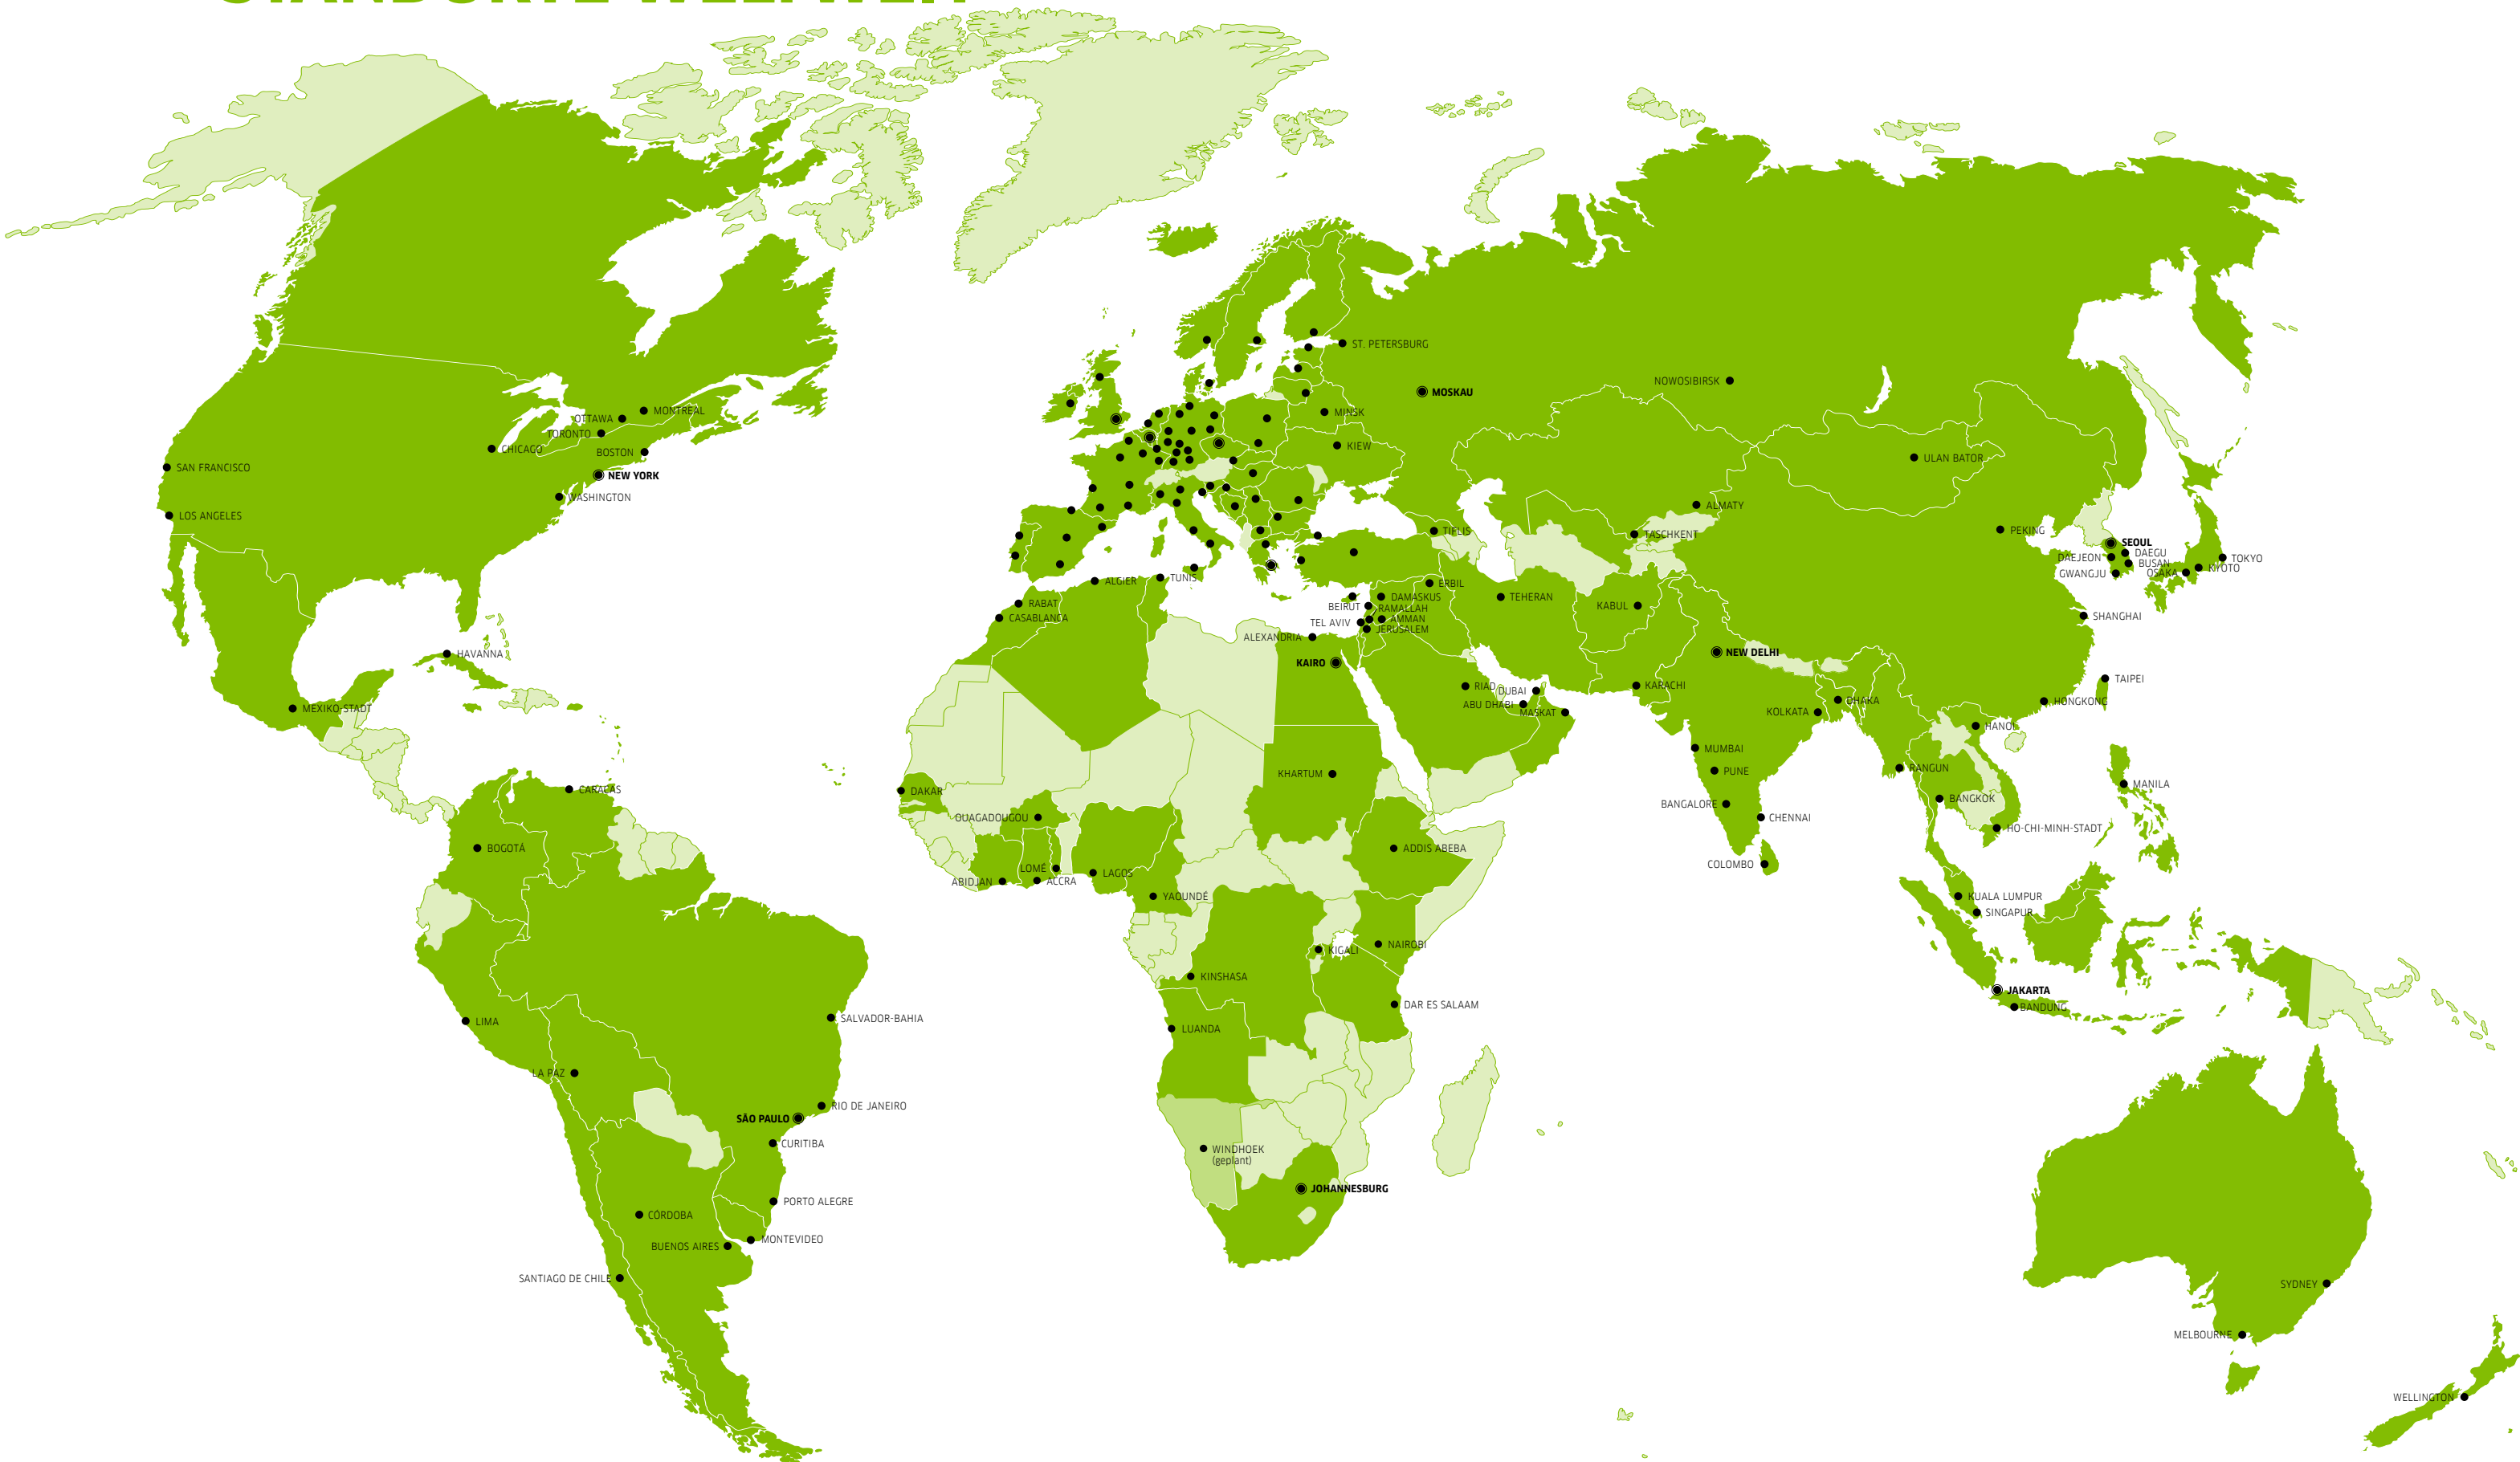 ST. PETERSBURG
NOWOSIBIRSK
MOSKAU
MONTREAL
OTTAWA
MINSK
TORONTO
KIEW
CHICAGO
BOSTON
ULAN BATOR
SAN FRANCISCO
NEW YORK
WASHINGTON
ALMATY
LOS ANGELES
TIFLIS
TASCHKENT
PEKING
SEOUL
DAEGU
DAEJEON
BUSAN
TOKYO
KYOTO
OSAKA
GWANGJU
TUNIS
ALGIER
ERBIL
TEHERAN
DAMASKUS
RABAT
BEIRUT
RAMALLAH
KABUL
CASABLANCA
AMMAN
TEL AVIV
JERUSALEM
SHANGHAI
ALEXANDRIA
HAVANNA
NEW DELHI
KAIRO
TAIPEI
RIAD
DUBAI
KARACHI
ABU DHABI
MASKAT
DHAKA
HONGKONG
MEXIKO-STADT
KOLKATA
HANOI
MUMBAI
RANGUN
PUNE
KHARTUM
MANILA
CARACAS
DAKAR
BANGKOK
BANGALORE
OUAGADOUGOU
CHENNAI
HO-CHI-MINH-STADT
BOGOTÁ
ADDIS ABEBA
COLOMBO
LOMÉ
LAGOS
ABIDJAN
ACCRA
YAOUNDÉ
KUALA LUMPUR
SINGAPUR
NAIROBI
KIGALI
KINSHASA
JAKARTA
DAR ES SALAAM
BANDUNG
SALVADOR-BAHIA
LIMA
LUANDA
LA PAZ
RIO DE JANEIRO
SÃO PAULO
CURITIBA
WINDHOEK
(geplant)
JOHANNESBURG
PORTO ALEGRE
CÓRDOBA
MONTEVIDEO
BUENOS AIRES
SANTIAGO DE CHILE
SYDNEY
MELBOURNE
WELLINGTON